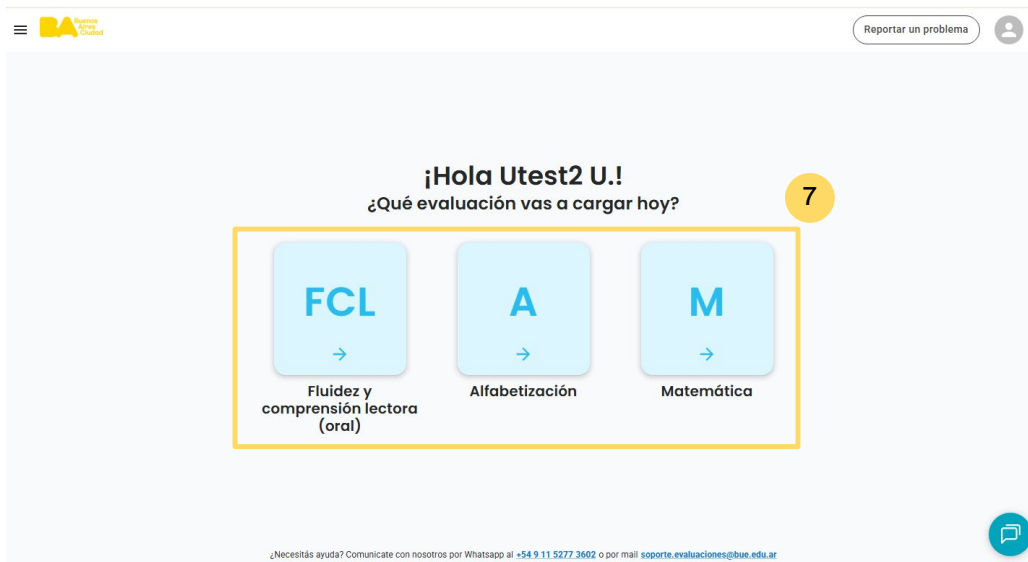 Buenos
Aires
Ciudad
BA
Reportar un problema
¡Hola Utest2 U.!
¿Qué evaluación vas a cargar hoy?
7
FCL
A
M
Fluidez y
comprensión lectora
(oral)
Alfabetización
Matemática
¿Necesitás ayuda? Comunicate con nosotros por Whatsapp al +54 9 11 5277 3602 o por mail soporte.evaluaciones@bue.edu.ar